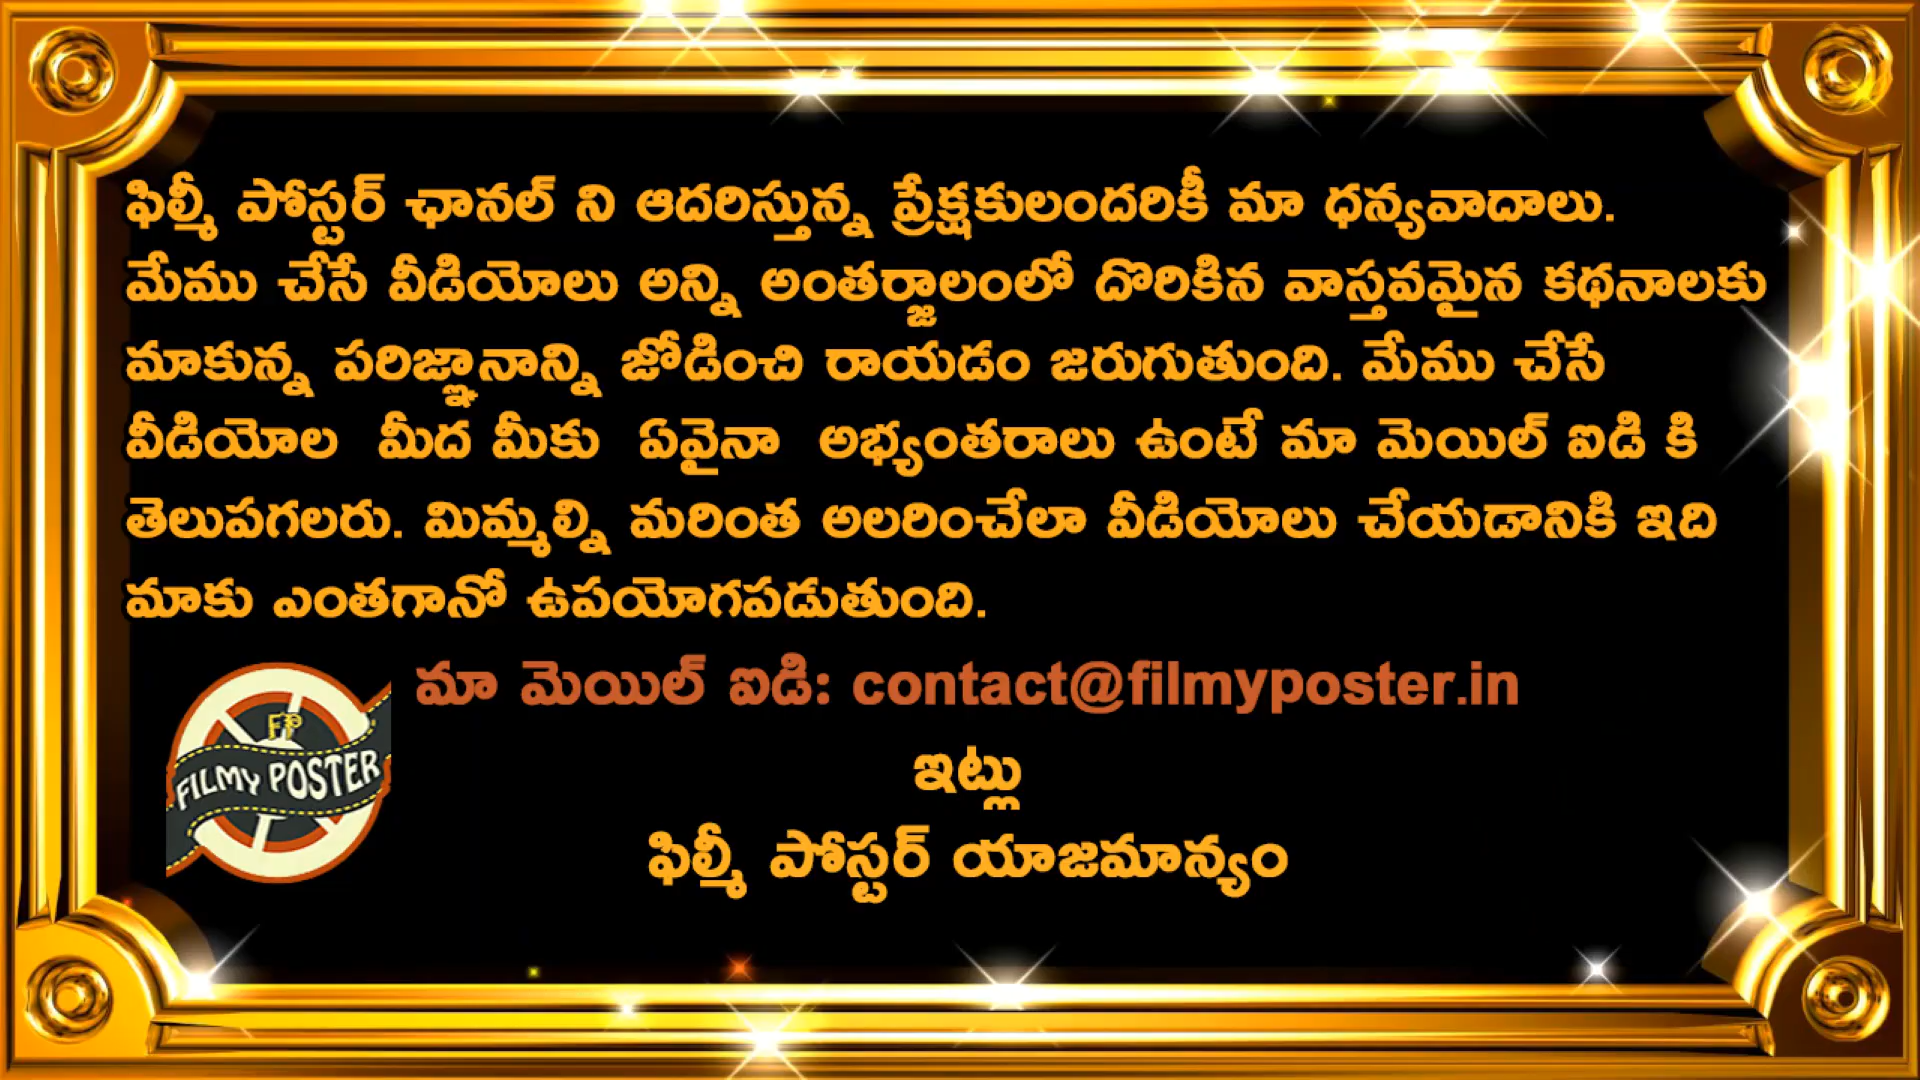 ఫిల్మీ పోస్టర్ ఛానల్ ని ఆదరిస్తున్న ప్రేక్షకులందరికీ మా ధన్యవాదాలు.
మేము చేసే వీడియోలు అన్ని అంతర్జాలంలో దొరికిన వాస్తవమైన కథనాలకు
మాకున్న పరిజ్ఞానాన్ని జోడించి రాయడం జరుగుతుంది. మేము చేసే
వీడియోల మీద మీకు ఏవైనా అభ్యంతరాలు ఉంటే మా మెయిల్ ఐడి కి
తెలుపగలరు. మిమ్మల్ని మరింత అలరించేలా వీడియోలు చేయడానికి ఇది
మాకు ఎంతగానో ఉపయోగపడుతుంది.
మా మెయిల్ ఐడి: contact@filmyposter.in
FP
FILMY POSTER
ఇట్లు
ఫిల్మీ పోస్టర్ యాజమాన్యం